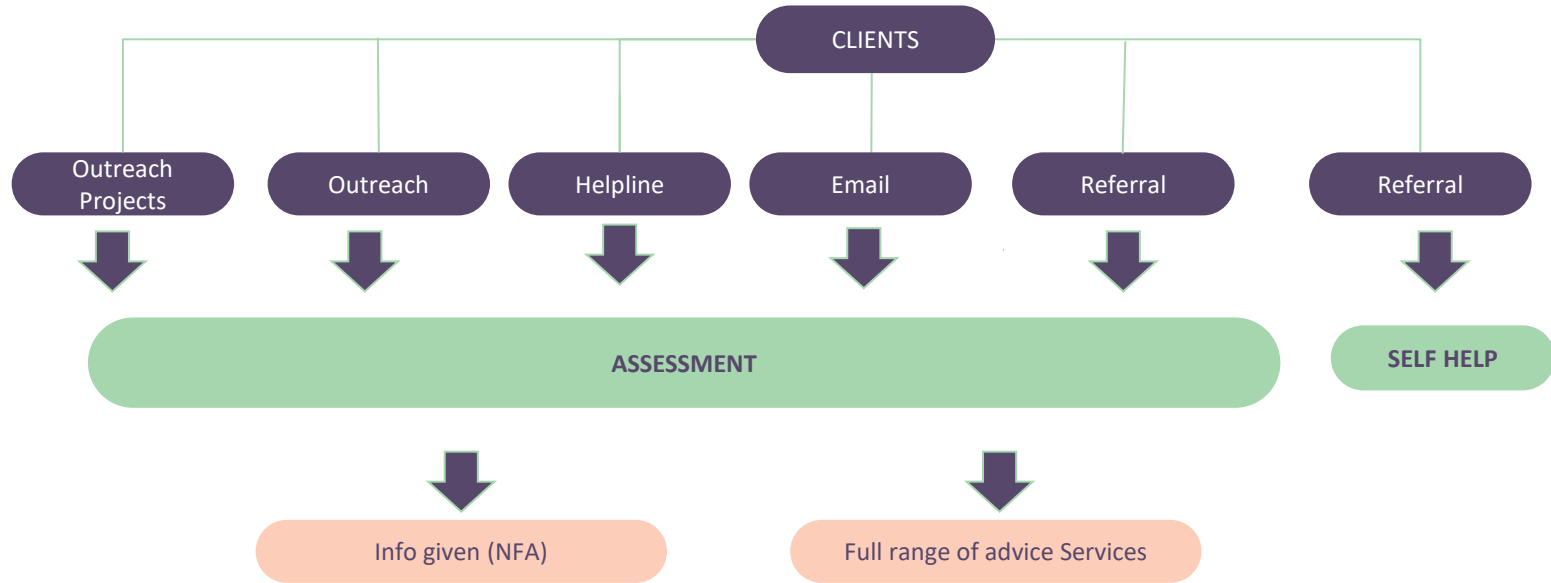 CLIENTS
Outreach
Projects
Outreach
Helpline
Email
Referral
Referral
ASSESSMENT
SELF HELP
Info given (NFA)
Full range of advice Services